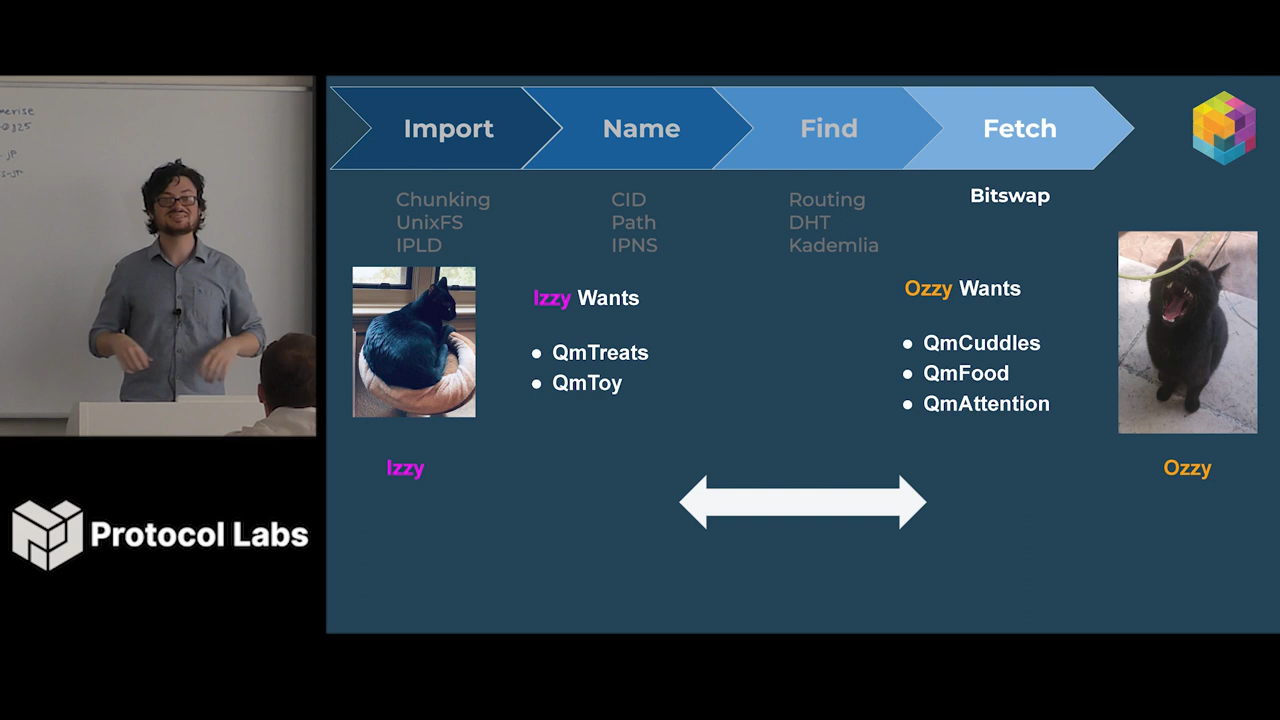 Import
Name
Find
Fetch
Chunking
UnixFS
IPLD
CID
Path
IPNS
Routing
DHT
Kademlia
Bitswap
Izzy Wants
• QmTreats
• QmToy
Izzy
Ozzy Wants
• QmCuddles
• QmFood
• QmAttention
Ozzy
Protocol Labs